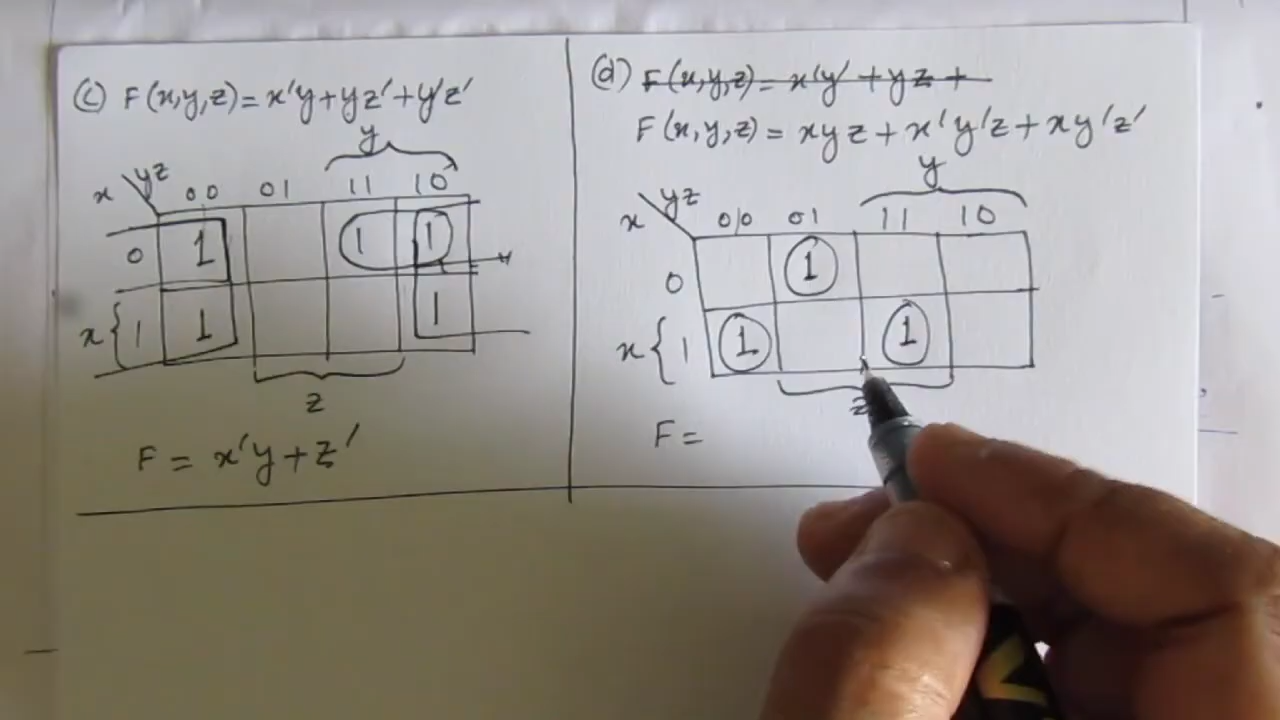 (c) F(x,y,z)= x'y+yz'+y'z'
y
x yz 00 01 11 10
0 1 1 1
x { 1 1 1
z
F = x'y+z'
(d) F(x,y,z)= x'y' + yz +
F(x,y,z) = xyz + x'y'z + xy'z'
y
x yz 00 01 11 10
0 1
x { 1 1 1
z
F =